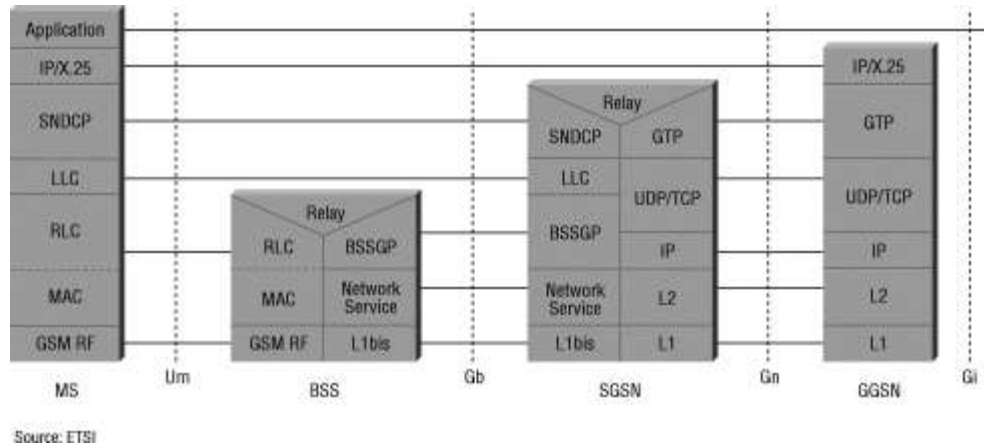 Application
IP/X.25
SNDCP
LLC
RLC
MAC
GSM RF
MS
Um
Relay
RLC
BSSGP
MAC
Network
Service
GSM RF
L1bis
BSS
Gb
Relay
SNDCP
GTP
LLC
UDP/TCP
BSSGP
IP
Network
Service
L2
L1bis
L1
SGSN
Gn
IP/X.25
GTP
UDP/TCP
IP
L2
L1
GGSN
Gi
Source: ETSI